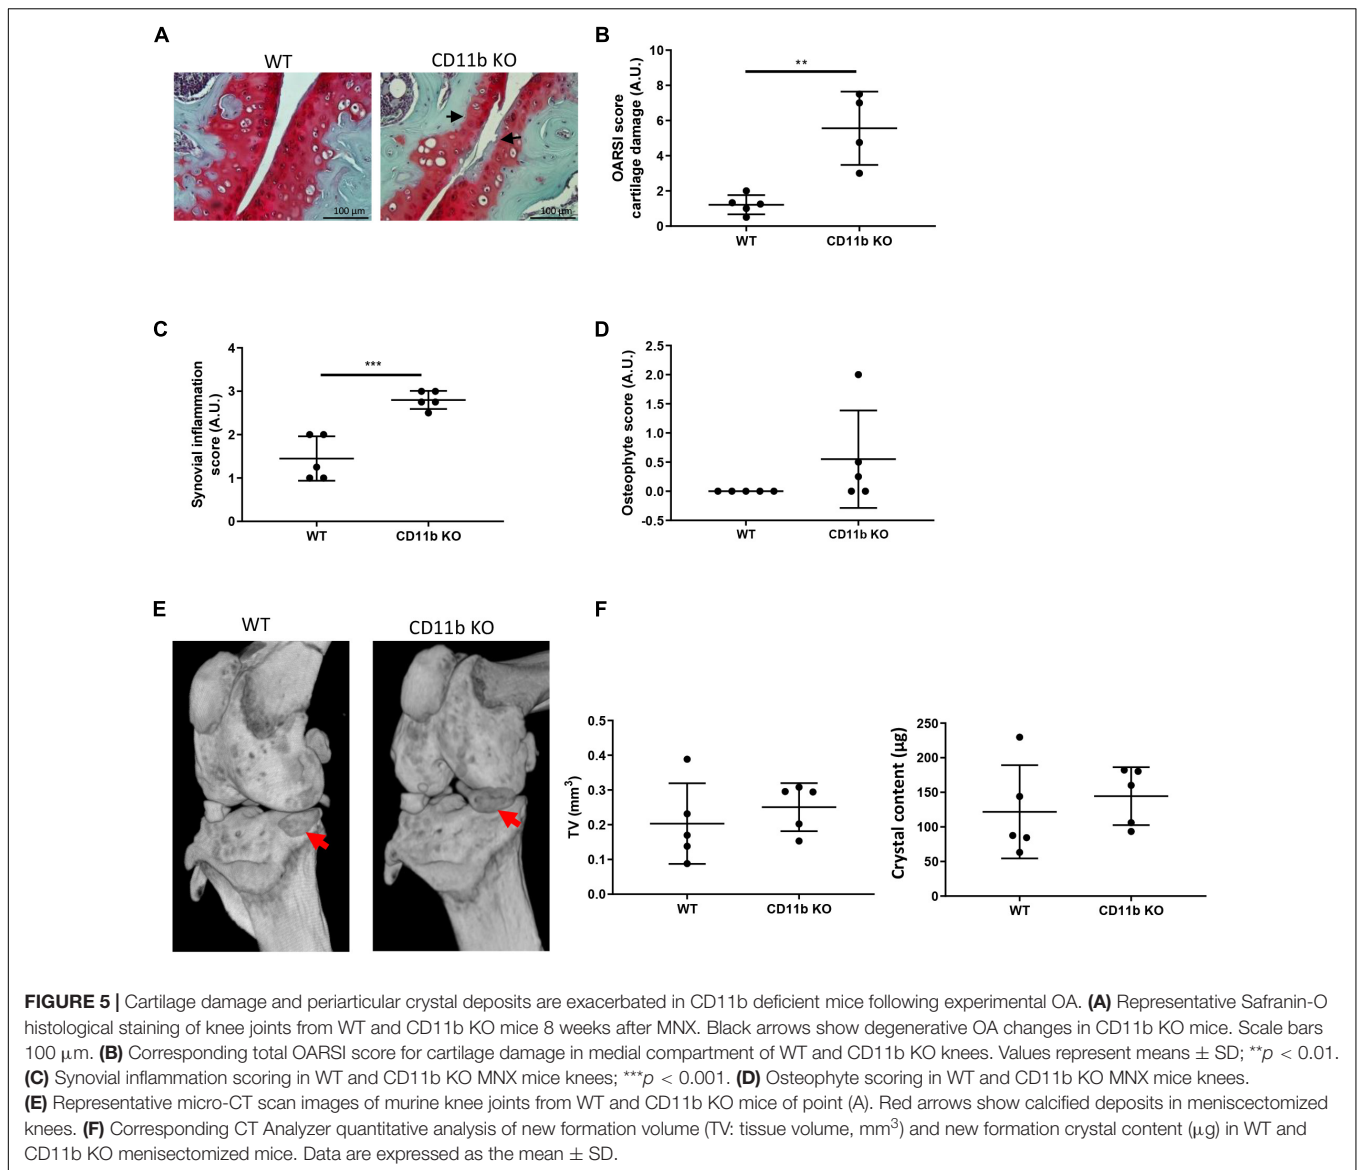 A
WT
CD11b KO
100 µm
100 µm
B
OARSI score
cartilage damage (A.U.)
10
8
6
4
2
0
**
WT
CD11b KO
C
Synovial inflammation
score (A.U.)
4
3
2
1
0
***
WT
CD11b KO
D
Osteophyte score (A.U.)
2.5
2.0
1.5
1.0
0.5
0.0
-0.5
WT
CD11b KO
E
WT
CD11b KO
F
TV (mm³)
0.5
0.4
0.3
0.2
0.1
0.0
WT
CD11b KO
Crystal content (µg)
250
200
150
100
50
0
WT
CD11b KO
FIGURE 5 | Cartilage damage and periarticular crystal deposits are exacerbated in CD11b deficient mice following experimental OA. (A) Representative Safranin-O
histological staining of knee joints from WT and CD11b KO mice 8 weeks after MNX. Black arrows show degenerative OA changes in CD11b KO mice. Scale bars
100 µm. (B) Corresponding total OARSI score for cartilage damage in medial compartment of WT and CD11b KO knees. Values represent means ± SD; **p < 0.01.
(C) Synovial inflammation scoring in WT and CD11b KO MNX mice knees; ***p < 0.001. (D) Osteophyte scoring in WT and CD11b KO MNX mice knees.
(E) Representative micro-CT scan images of murine knee joints from WT and CD11b KO mice of point (A). Red arrows show calcified deposits in meniscectomized
knees. (F) Corresponding CT Analyzer quantitative analysis of new formation volume (TV: tissue volume, mm³) and new formation crystal content (µg) in WT and
CD11b KO menisectomized mice. Data are expressed as the mean ± SD.